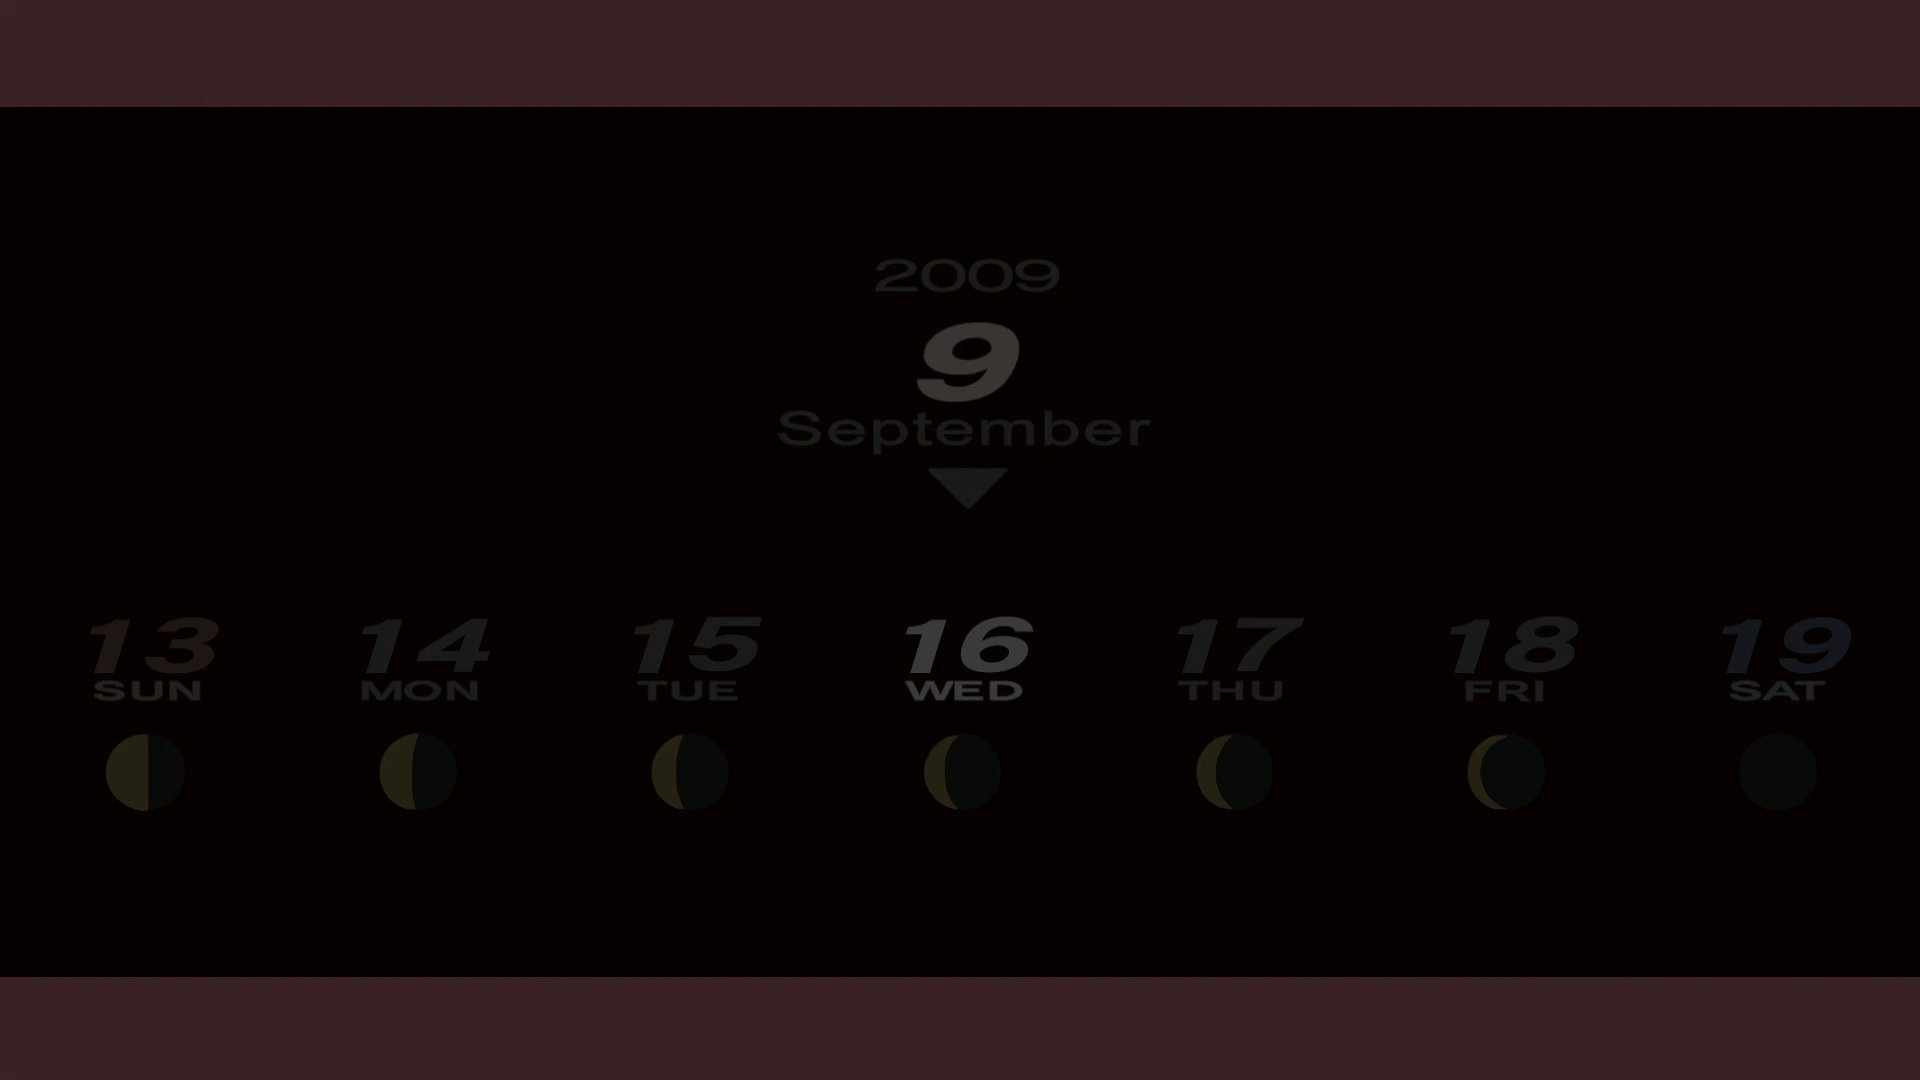 2009
9
September
13 14 15 16 17 18 19
SUN MON TUE WED THU FRI SAT